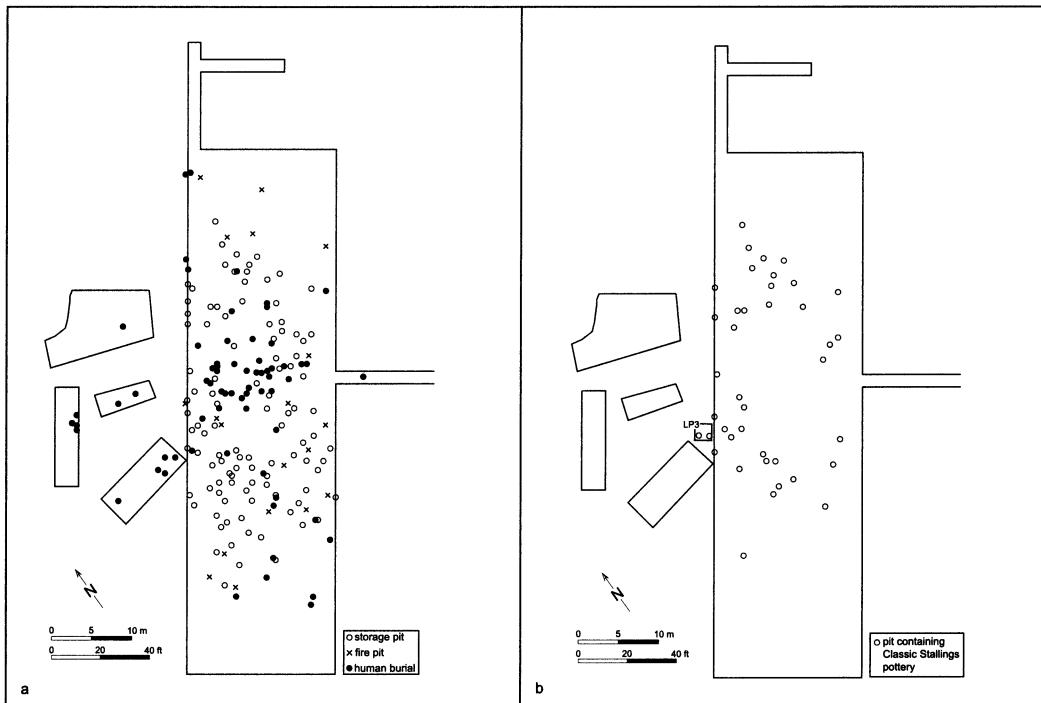 N
0 5 10 m
0 20 40 ft
storage pit
fire pit
human burial
a
LP3
N
0 5 10 m
0 20 40 ft
pit containing
Classic Stallings
pottery
b